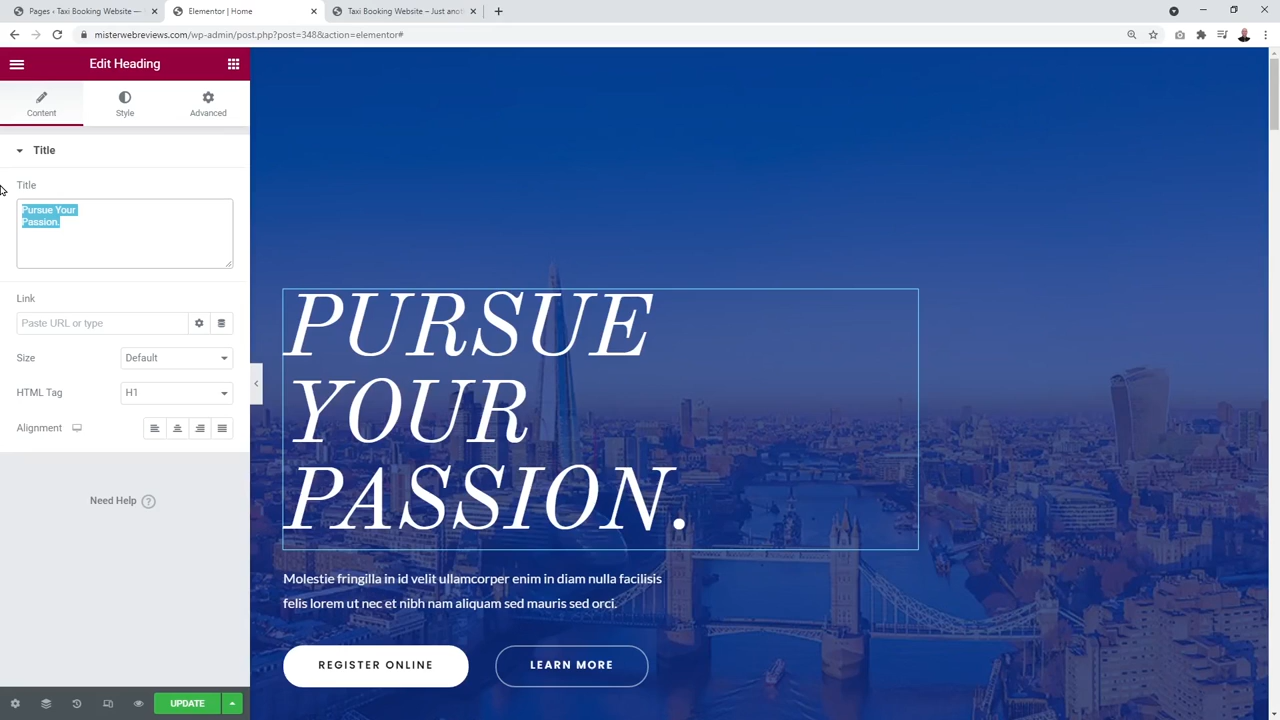 Pages ‹ Taxi Booking Website —
Elementor | Home
Taxi Booking Website – Just ano
misterwebreviews.com/wp-admin/post.php?post=348&action=elementor#
Edit Heading
Content
Style
Advanced
Title
Title
Pursue Your
Passion.
Link
Paste URL or type
Size
Default
HTML Tag
H1
Alignment
Need Help ?
UPDATE
PURSUE
YOUR
PASSION.
Molestie fringilla in id velit ullamcorper enim in diam nulla facilisis
felis lorem ut nec et nibh nam aliquam sed mauris sed orci.
REGISTER ONLINE
LEARN MORE